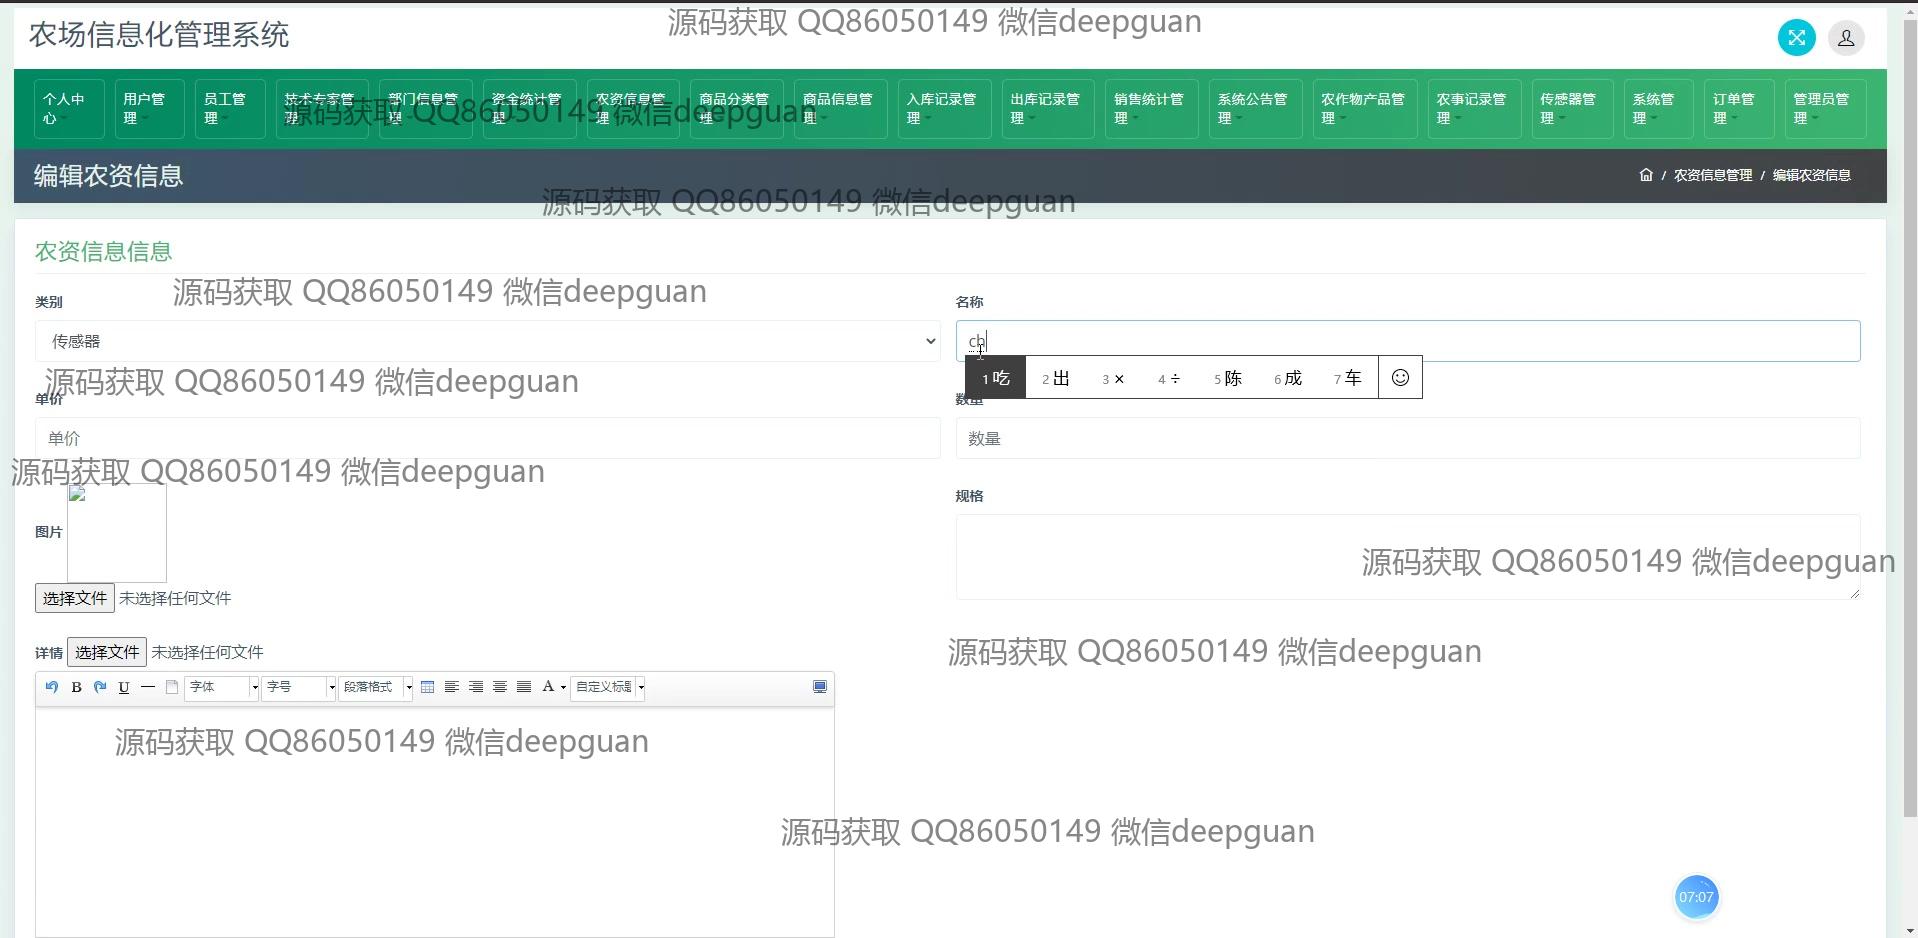 源码获取 QQ86050149 微信deepguan
农场信息化管理系统
个人中心 用户管理 员工管理 技术专家管理 部门信息管理 资金统计管理 农资信息管理 商品分类管理 商品信息管理 入库记录管理 出库记录管理 销售统计管理 系统公告管理 农作物产品管理 农事记录管理 传感器管理 系统管理 订单管理 管理员管理
源码获取 QQ86050149 微信deepguan
编辑农资信息
/ 农资信息管理 / 编辑农资信息
源码获取 QQ86050149 微信deepguan
农资信息信息
源码获取 QQ86050149 微信deepguan
类别 名称
传感器 ch
1 吃 2 出 3 × 4 ÷ 5 陈 6 成 7 车
源码获取 QQ86050149 微信deepguan
单价 数量
单价 数量
源码获取 QQ86050149 微信deepguan
规格
图片
源码获取 QQ86050149 微信deepguan
选择文件 未选择任何文件
详情 选择文件 未选择任何文件
源码获取 QQ86050149 微信deepguan
B U 字体 字号 段落格式 A 自定义标题
源码获取 QQ86050149 微信deepguan
源码获取 QQ86050149 微信deepguan
07:07